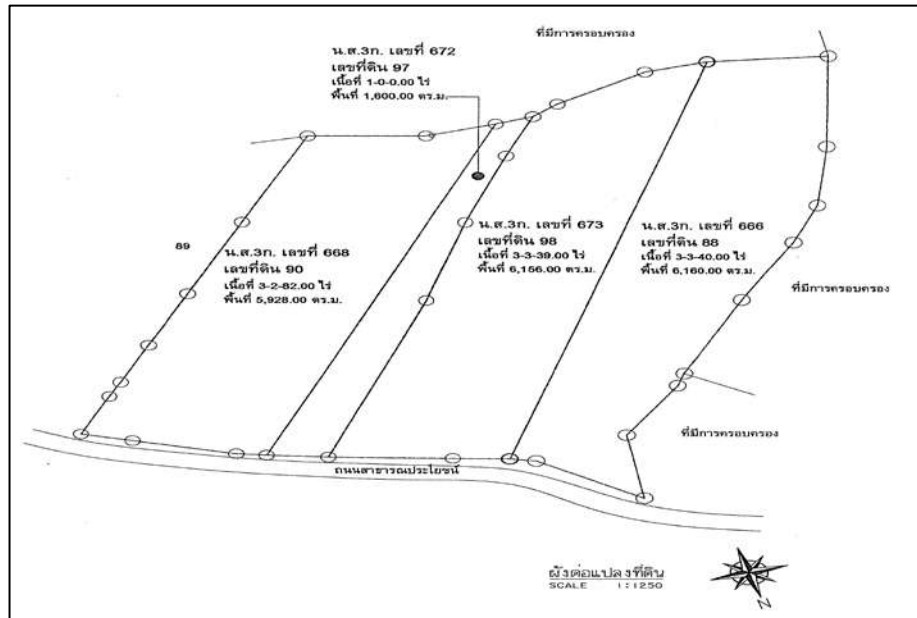 ที่มีการครอบครอง
น.ส.3ก. เลขที่ 672
เลขที่ดิน 97
เนื้อที่ 1-0-0.00 ไร่
พื้นที่ 1,600.00 ตร.ม.
89
น.ส.3ก. เลขที่ 668
เลขที่ดิน 90
เนื้อที่ 3-2-82.00 ไร่
พื้นที่ 5,928.00 ตร.ม.
น.ส.3ก. เลขที่ 673
เลขที่ดิน 98
เนื้อที่ 3-3-39.00 ไร่
พื้นที่ 6,156.00 ตร.ม.
น.ส.3ก. เลขที่ 666
เลขที่ดิน 88
เนื้อที่ 3-3-40.00 ไร่
พื้นที่ 6,160.00 ตร.ม.
ที่มีการครอบครอง
ที่มีการครอบครอง
ถนนสาธารณประโยชน์
ผังต่อแปลงที่ดิน
SCALE 1:1250
N